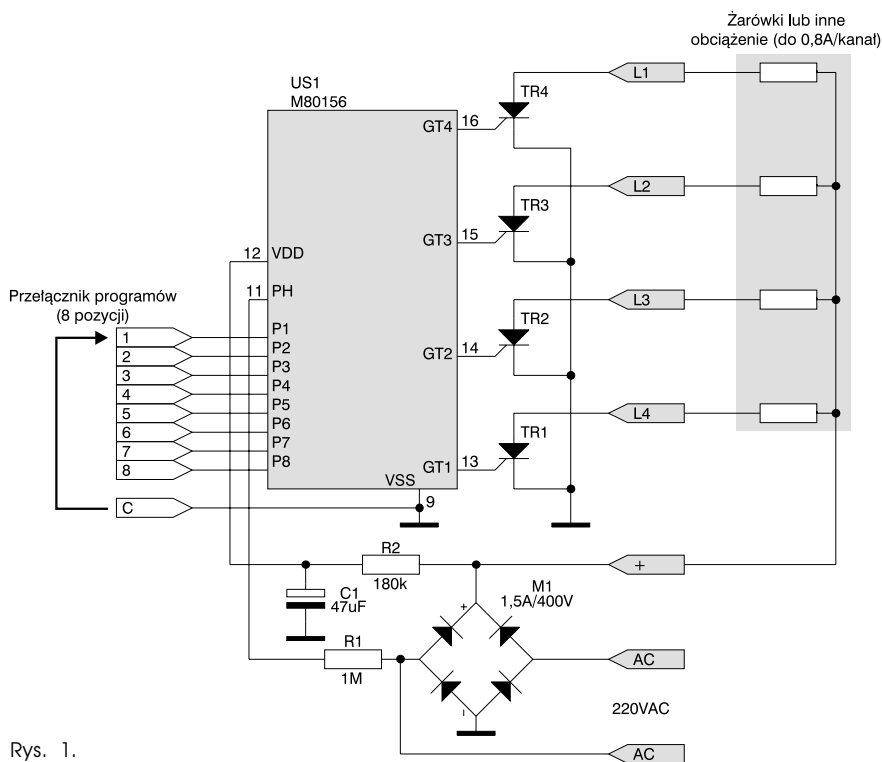 Żarówki lub inne
obciążenie (do 0,8A/kanał)
US1
M80156
GT4
16
TR4
L1
GT3
15
TR3
L2
12
VDD
11
PH
Przełącznik programów
(8 pozycji)
1
P1
2
P2
3
P3
4
P4
5
P5
6
P6
7
P7
8
P8
GT2
14
TR2
L3
GT1
13
TR1
L4
VSS
9
C
R2
180k
+
C1
47uF
M1
1,5A/400V
+
R1
1M
AC
–
220VAC
AC
Rys. 1.